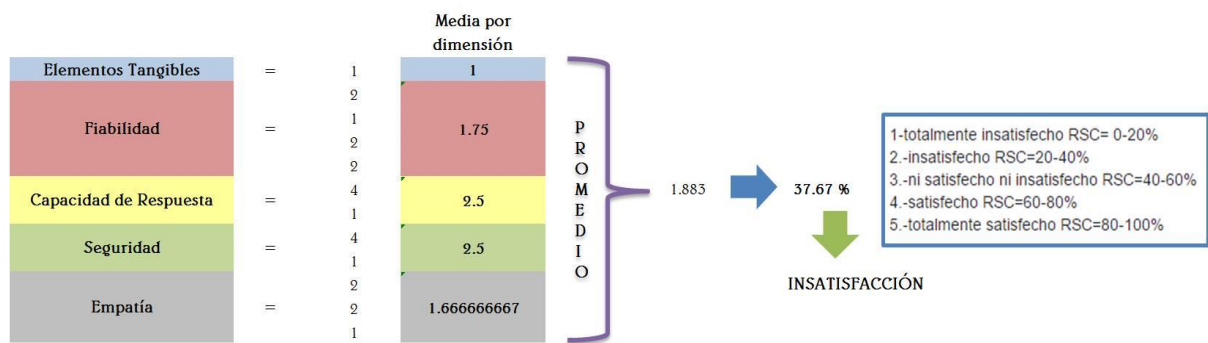 Media por
dimensión
Elementos Tangibles = 1 1
2
1
Fiabilidad = 2 1.75
2
4
Capacidad de Respuesta = 1 2.5
4
Seguridad = 1 2.5
2
Empatía = 2 1.666666667
1
PROMEDIO
1.883
37.67 %
INSATISFACCIÓN
1-totalmente insatisfecho RSC= 0-20%
2.-insatisfecho RSC=20-40%
3.-ni satisfecho ni insatisfecho RSC=40-60%
4.-satisfecho RSC=60-80%
5.-totalmente satisfecho RSC=80-100%